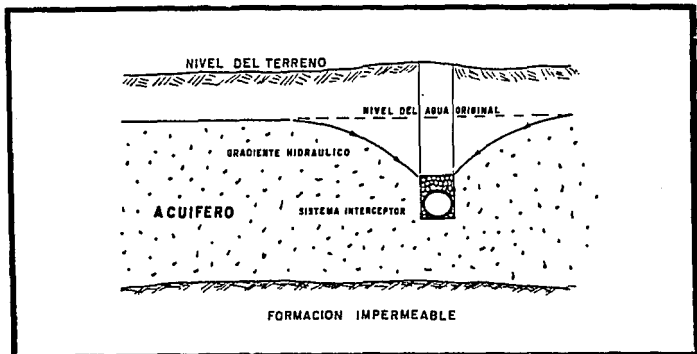 NIVEL DEL TERRENO
NIVEL DEL AGUA ORIGINAL
GRADIENTE HIDRAULICO
ACUIFERO
SISTEMA INTERCEPTOR
FORMACION IMPERMEABLE